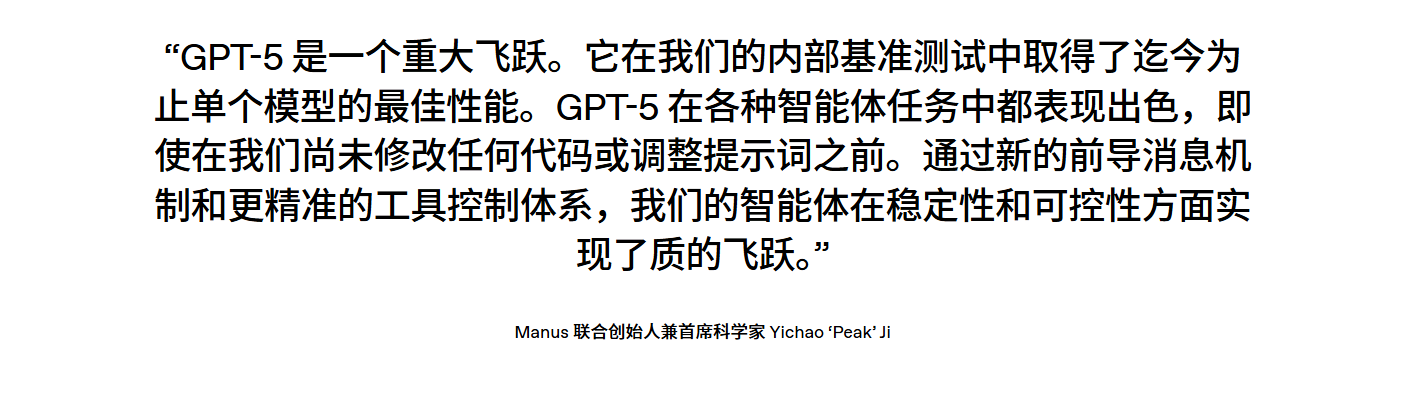 “GPT-5 是一个重大飞跃。它在我们的内部基准测试中取得了迄今为
止单个模型的最佳性能。GPT-5 在各种智能体任务中都表现出色，即
使在我们尚未修改任何代码或调整提示词之前。通过新的前导消息机
制和更精准的工具控制体系，我们的智能体在稳定性和可控性方面实
现了质的飞跃。”
Manus 联合创始人兼首席科学家 Yichao ‘Peak’ Ji